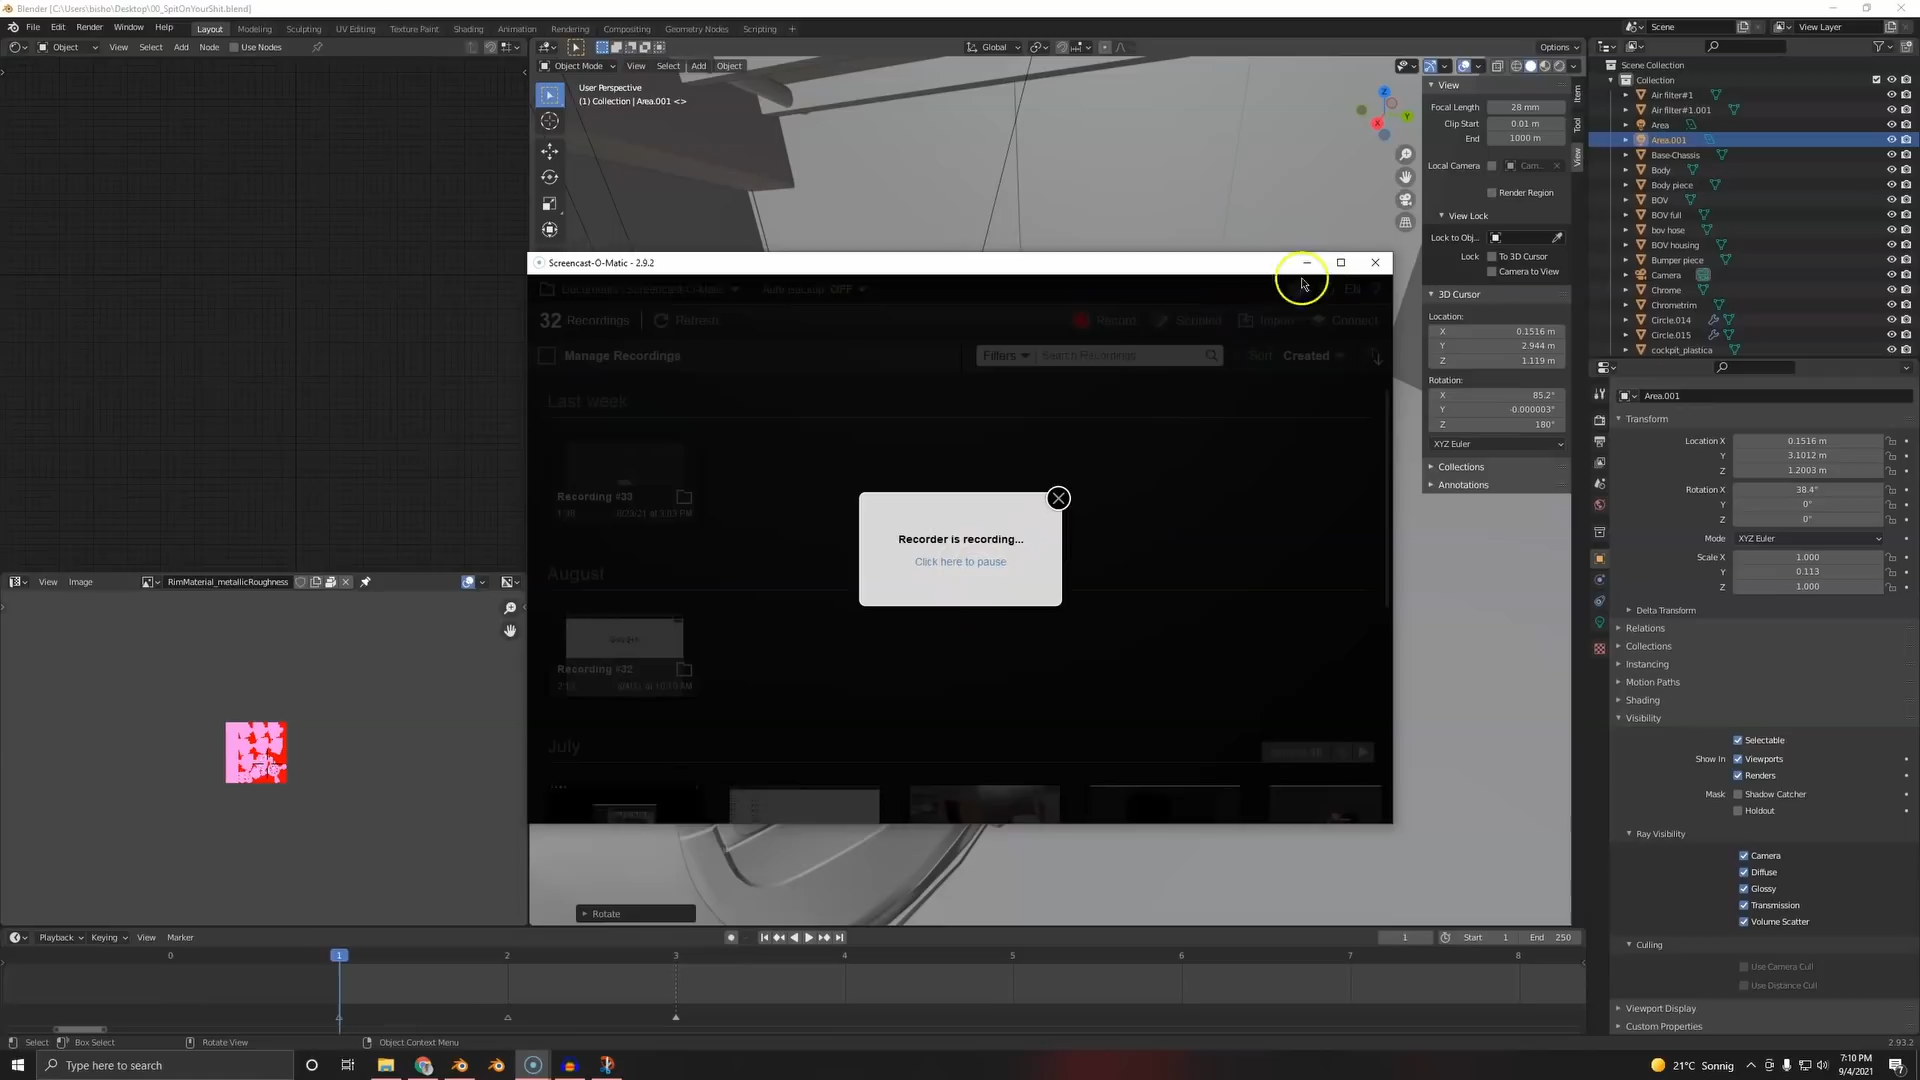 Blender [C:\Users\bisho\Desktop\00_SpitOnYourShit.blend]
File Edit Render Window Help Layout Modeling Sculpting UV Editing Texture Paint Shading Animation Rendering Compositing Geometry Nodes Scripting + Scene View Layer
Object View Select Add Node Use Nodes Global Options
Object Mode View Select Add Object
User Perspective
(1) Collection | Area.001 <>
View
Focal Length 28 mm
Clip Start 0.01 m
End 1000 m
Local Camera Cam...
Render Region
View Lock
Lock to Obj...
Lock To 3D Cursor
Camera to View
3D Cursor
Location:
X 0.1516 m
Y 2.944 m
Z 1.119 m
Rotation:
X 85.2°
Y -0.000003°
Z 180°
XYZ Euler
Collections
Annotations
Item
Tool
View
Scene Collection
Collection
Air filter#1
Air filter#1.001
Area
Area.001
Base-Chassis
Body
Body piece
BOV
BOV full
bov hose
BOV housing
Bumper piece
Camera
Chrome
Chrometrim
Circle.014
Circle.015
cockpit_plastica
Area.001
Transform
Location X 0.1516 m
Y 3.1012 m
Z 1.2003 m
Rotation X 38.4°
Y 0°
Z 0°
Mode XYZ Euler
Scale X 1.000
Y 0.113
Z 1.000
Delta Transform
Relations
Collections
Instancing
Motion Paths
Shading
Visibility
Selectable
Show In Viewports
Renders
Mask Shadow Catcher
Holdout
Ray Visibility
Camera
Diffuse
Glossy
Transmission
Volume Scatter
Culling
Use Camera Cull
Use Distance Cull
Viewport Display
Custom Properties
Screencast-O-Matic - 2.9.2
Documents \Screencast-O-Matic Auto Backup OFF EN ?
32 Recordings Refresh Record Import Connect
Manage Recordings Filters Search Recordings Sort Created
Last week
Recording #33
August
Recording #32
July
Recorder is recording...
Click here to pause
View Image RimMaterial_metallicRoughness
Rotate
Playback Keying View Marker 1 Start 1 End 250
0 1 2 3 4 5 6 7 8
Select Box Select Rotate View Object Context Menu 2.93.2
Type here to search
21°C Sonnig
7:10 PM
9/4/2021